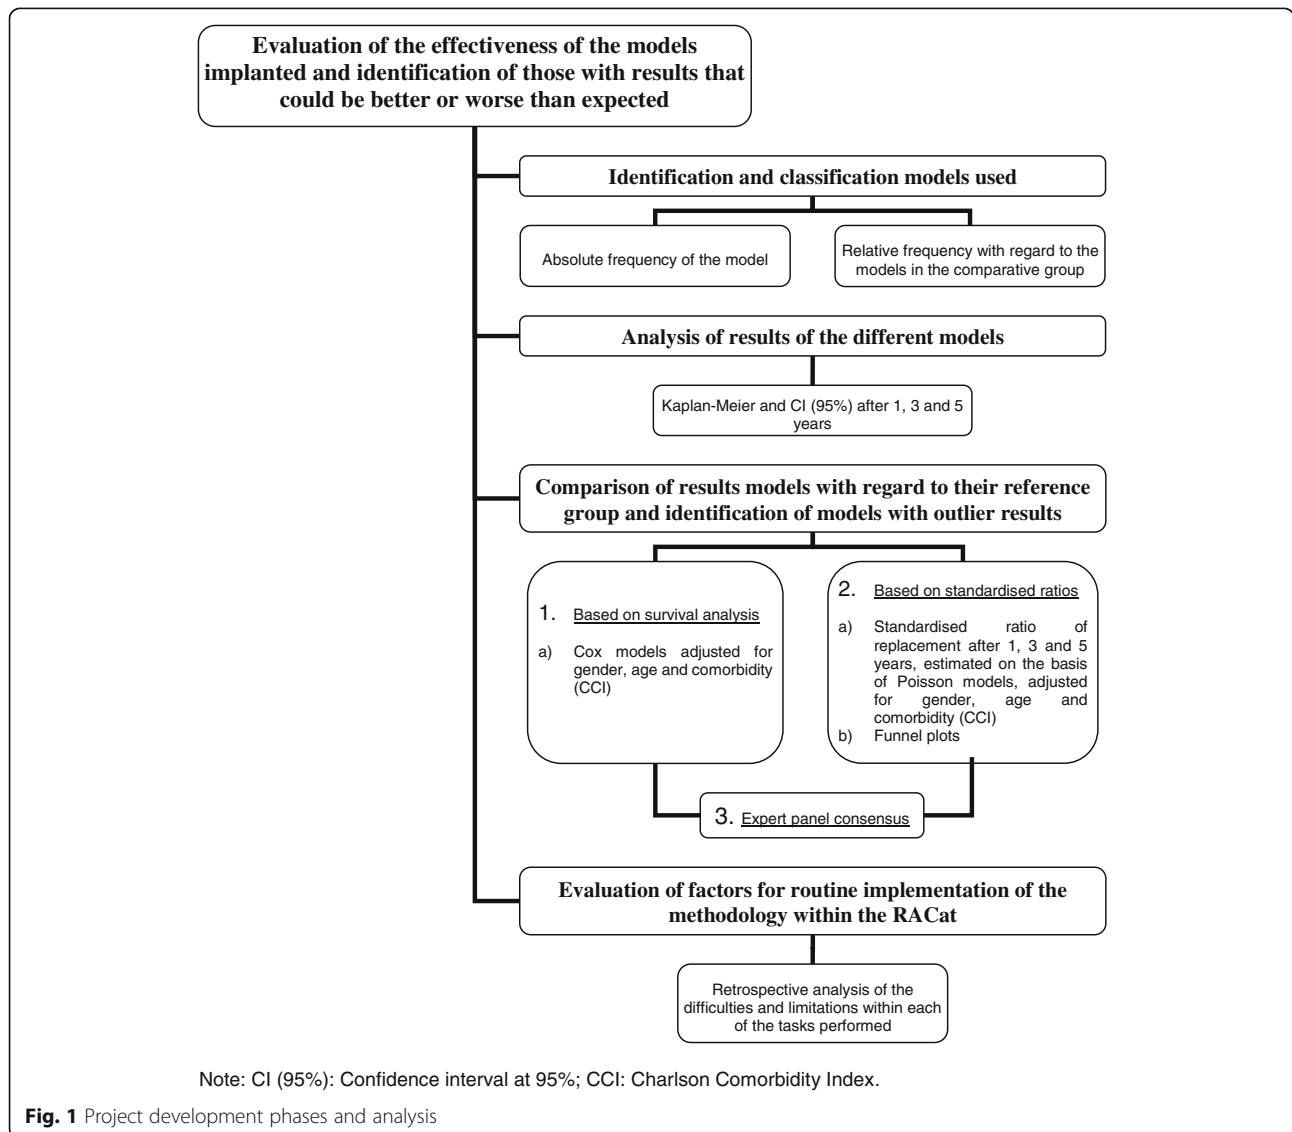 Evaluation of the effectiveness of the models
implanted and identification of those with results that
could be better or worse than expected
Identification and classification models used
Absolute frequency of the model
Relative frequency with regard to the
models in the comparative group
Analysis of results of the different models
Kaplan-Meier and CI (95%) after 1, 3 and 5
years
Comparison of results models with regard to their reference
group and identification of models with outlier results
1. Based on survival analysis
a) Cox models adjusted for
gender, age and comorbidity
(CCI)
2. Based on standardised ratios
a) Standardised ratio of
replacement after 1, 3 and 5
years, estimated on the basis
of Poisson models, adjusted
for gender, age and
comorbidity (CCI)
b) Funnel plots
3. Expert panel consensus
Evaluation of factors for routine implementation of the
methodology within the RACat
Retrospective analysis of the
difficulties and limitations within each
of the tasks performed
Note: CI (95%): Confidence interval at 95%; CCI: Charlson Comorbidity Index.
Fig. 1 Project development phases and analysis